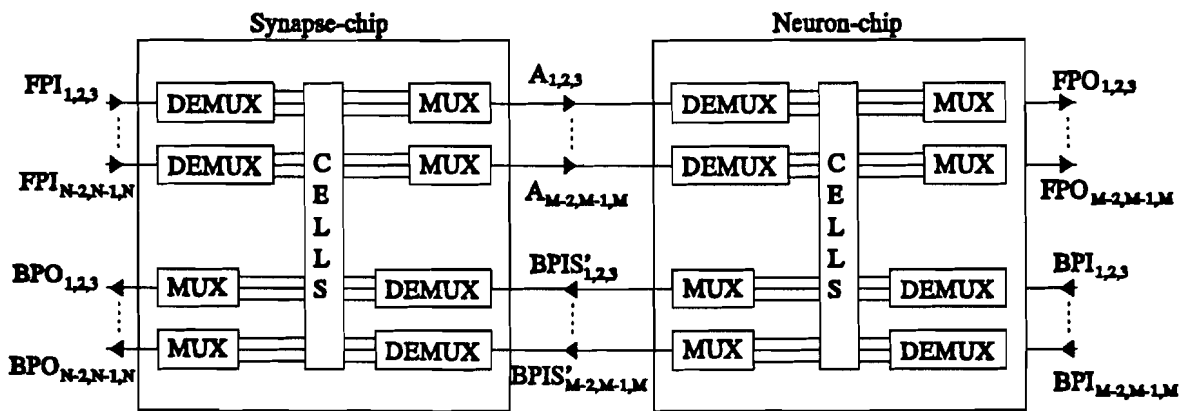 Synapse-chip Neuron-chip
FPI1,2,3 DEMUX MUX A1,2,3 DEMUX MUX FPO1,2,3
DEMUX MUX DEMUX MUX
FPIN-2,N-1,N AM-2,M-1,M FPOM-2,M-1,M
CELLS CELLS
BPO1,2,3 MUX DEMUX BPIS'1,2,3 MUX DEMUX BPI1,2,3
MUX DEMUX MUX DEMUX
BPON-2,N-1,N BPIS'M-2,M-1,M BPIM-2,M-1,M